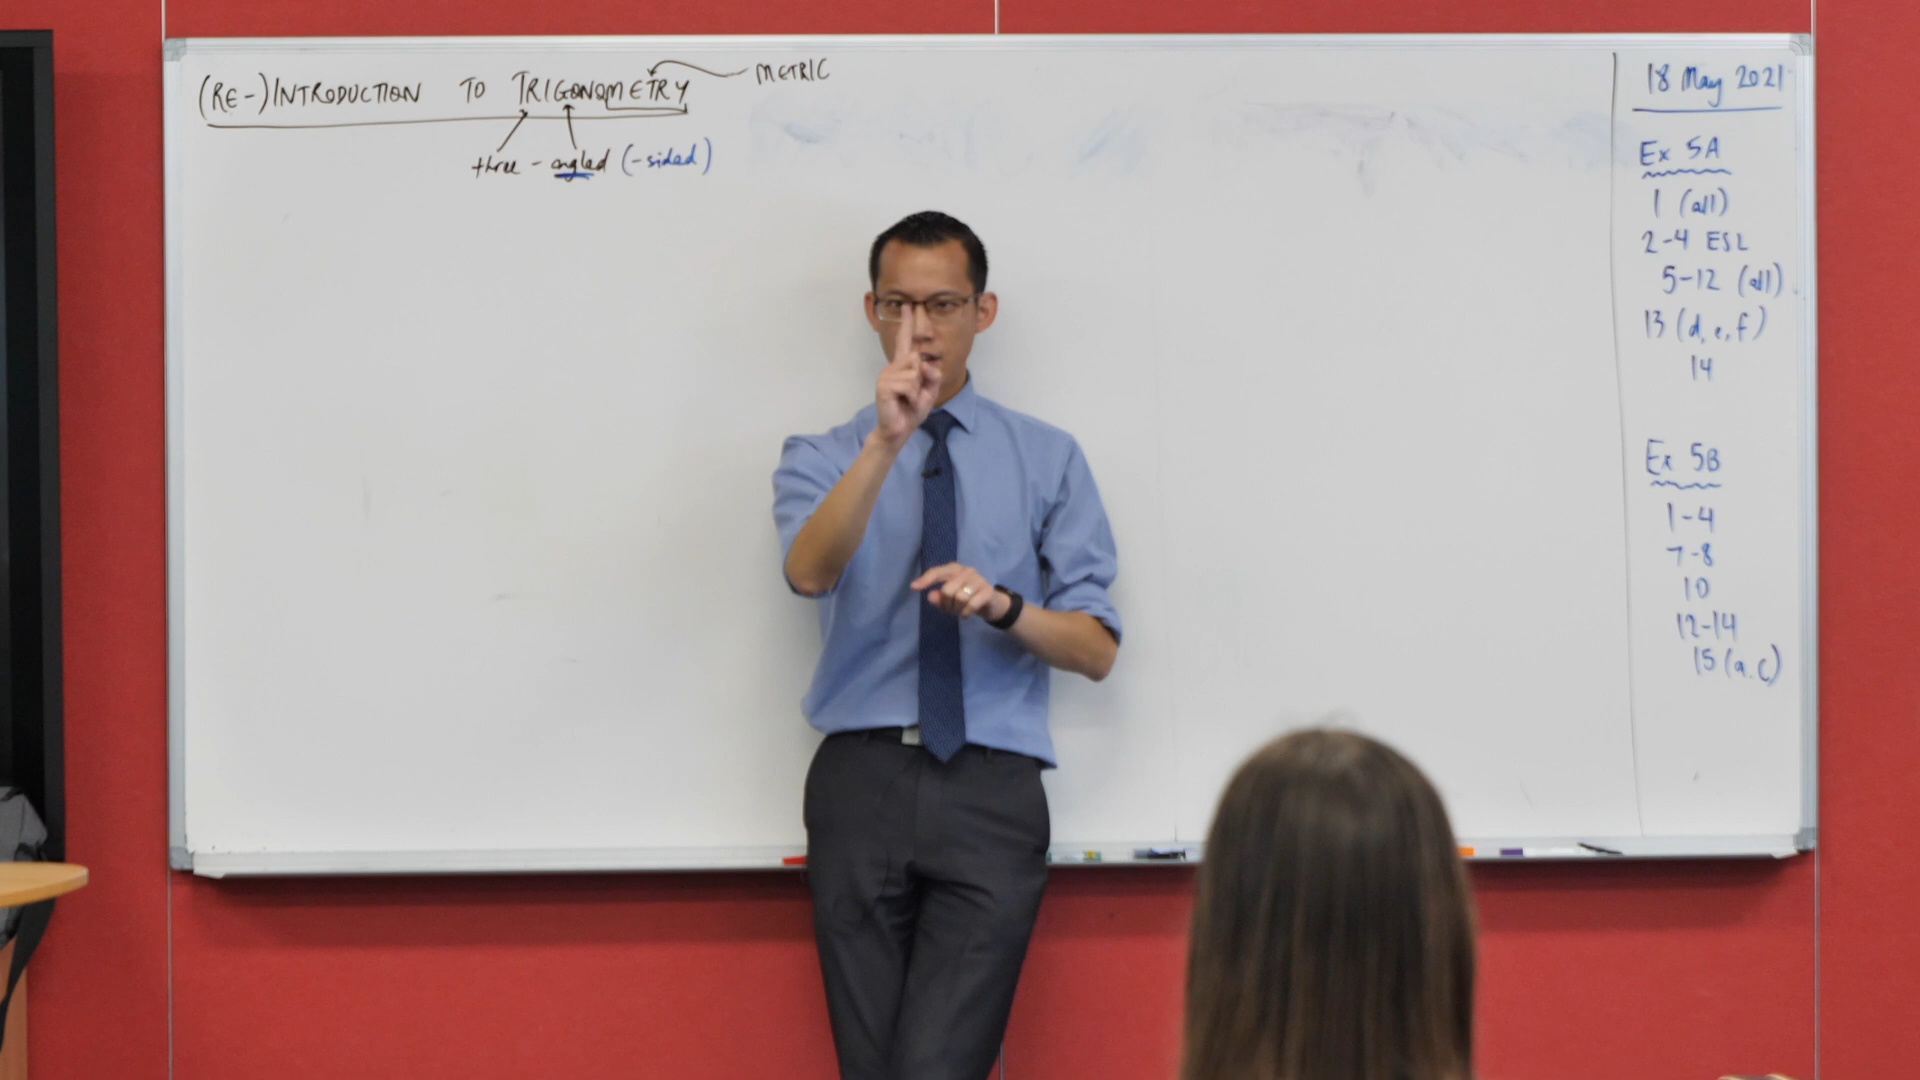 (RE-)INTRODUCTION TO TRIGONOMETRY
METRIC
three - angled (-sided)
18 May 2021
Ex 5A
1 (all)
2-4 ESL
5-12 (all)
13 (d, e, f)
14
Ex 5B
1-4
7-8
10
12-14
15 (a, c)